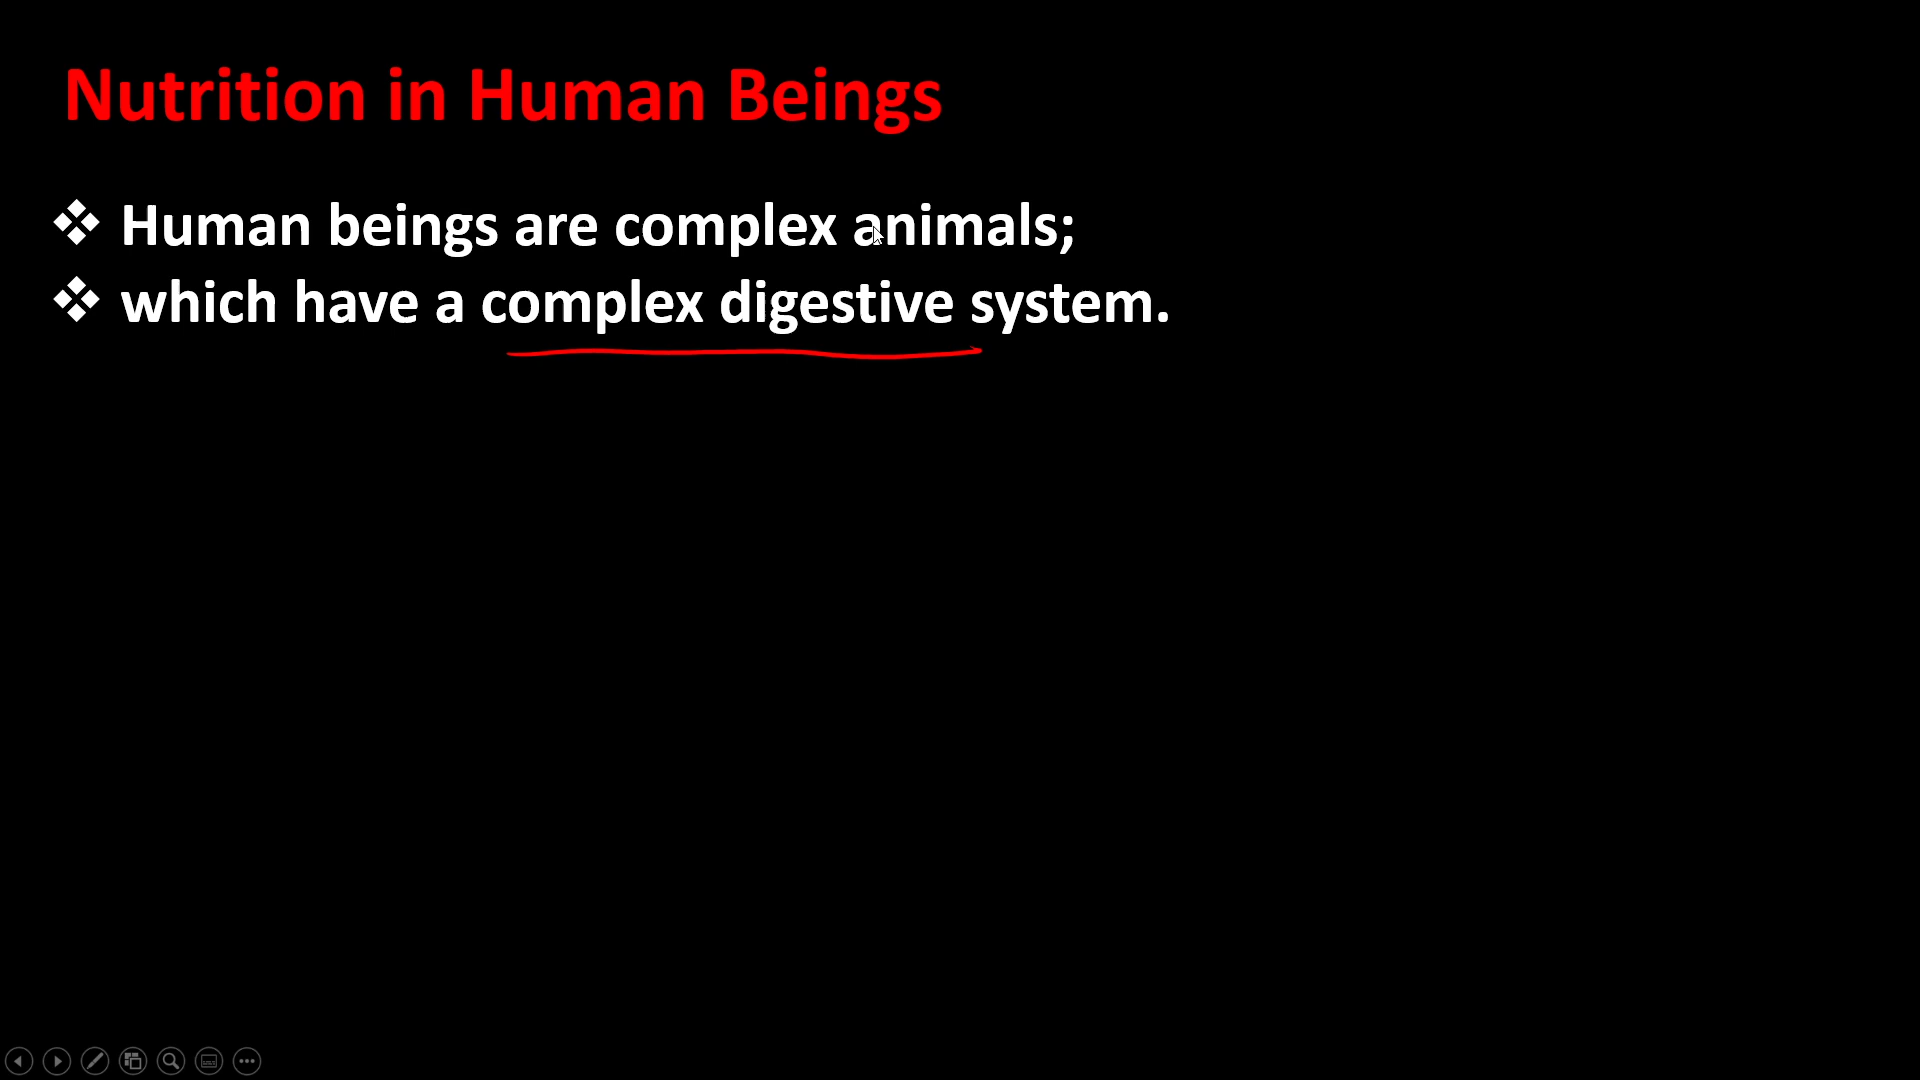 Nutrition in Human Beings
❖ Human beings are complex animals;
❖ which have a complex digestive system.